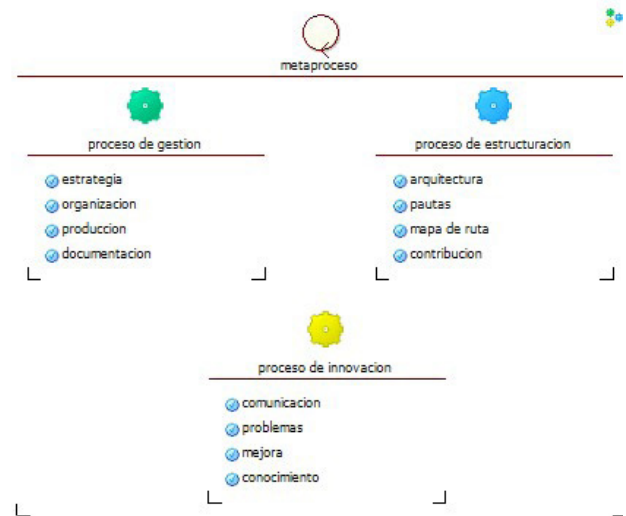 metaproceso
proceso de gestion
estrategia
organizacion
produccion
documentacion
proceso de estructuracion
arquitectura
pautas
mapa de ruta
contribucion
proceso de innovacion
comunicacion
problemas
mejora
conocimiento